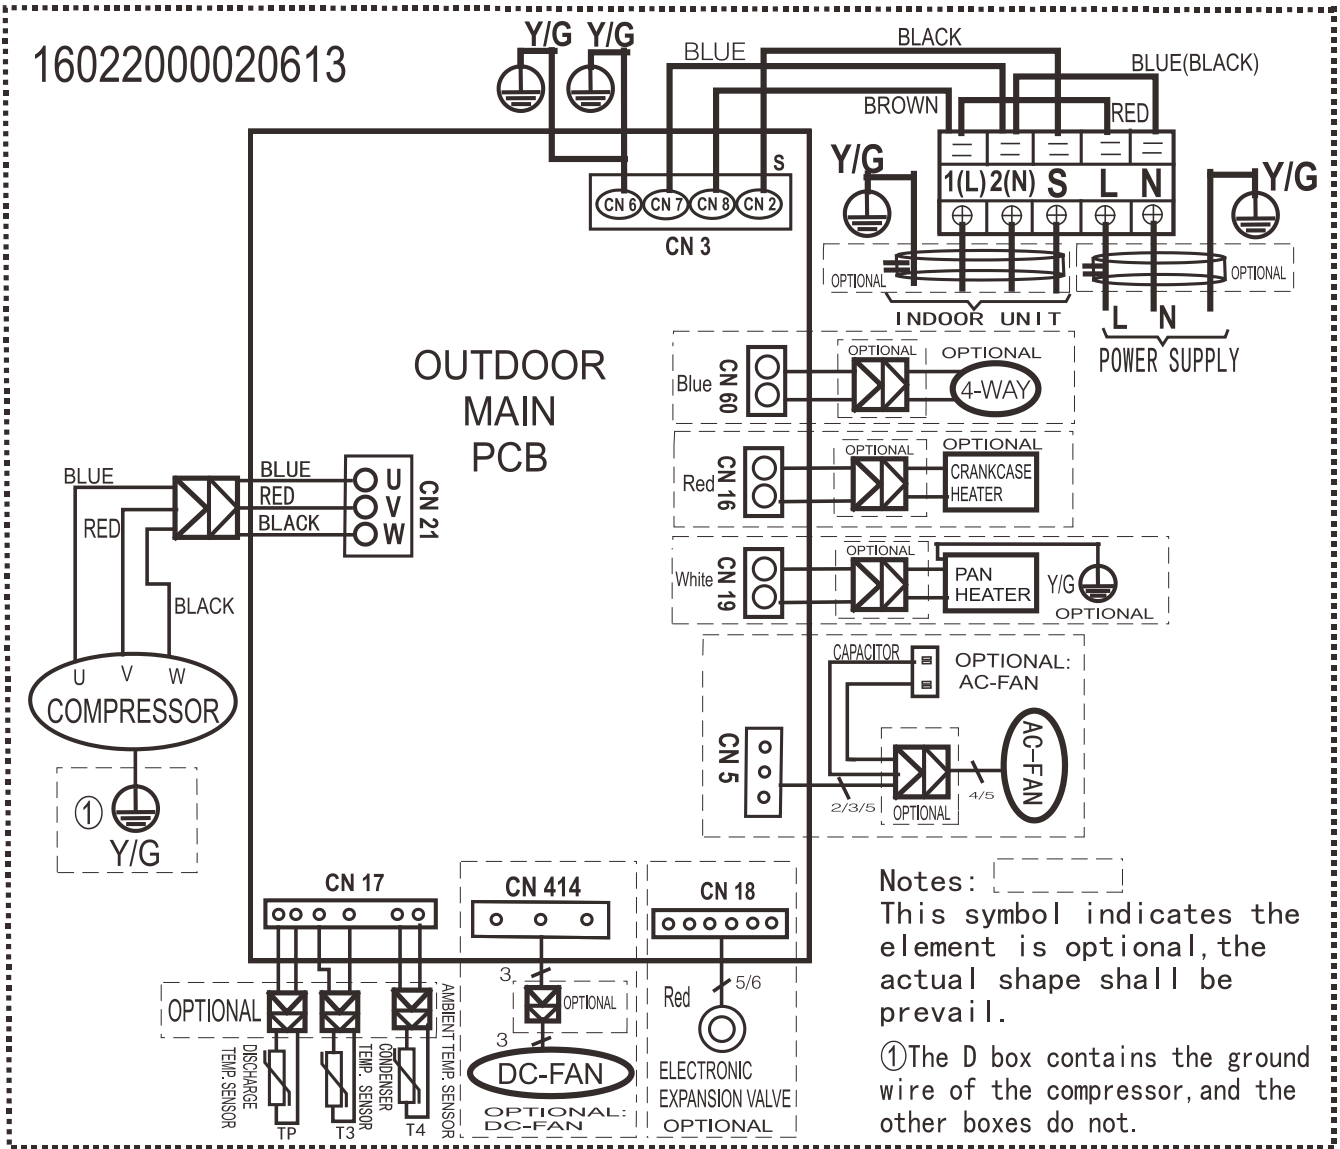 16022000020613
Y/G Y/G
BLUE
BLACK
BLUE(BLACK)
BROWN
RED
Y/G
1(L) 2(N) S L N
Y/G
S
CN 6 CN 7 CN 8 CN 2
CN 3
OPTIONAL
OPTIONAL
INDOOR UNIT
L N
POWER SUPPLY
OUTDOOR
MAIN
PCB
Blue
CN 60
OPTIONAL
OPTIONAL
4-WAY
Red
CN 16
OPTIONAL
OPTIONAL
CRANKCASE
HEATER
White
CN 19
OPTIONAL
PAN
HEATER
Y/G
OPTIONAL
BLUE
RED
BLACK
BLUE
RED
BLACK
U
V
W
CN 21
U V W
COMPRESSOR
①
Y/G
CAPACITOR
OPTIONAL:
AC-FAN
CN 5
2/3/5
OPTIONAL
4/5
AC-FAN
CN 17
OPTIONAL
DISCHARGE
TEMP.SENSOR
TP
CONDENSER
TEMP. SENSOR
T3
AMBIENT TEMP. SENSOR
T4
CN 414
3
OPTIONAL
3
DC-FAN
OPTIONAL:
DC-FAN
CN 18
Red
5/6
ELECTRONIC
EXPANSION VALVE
OPTIONAL
Notes:
This symbol indicates the
element is optional,the
actual shape shall be
prevail.
①The D box contains the ground
wire of the compressor,and the
other boxes do not.